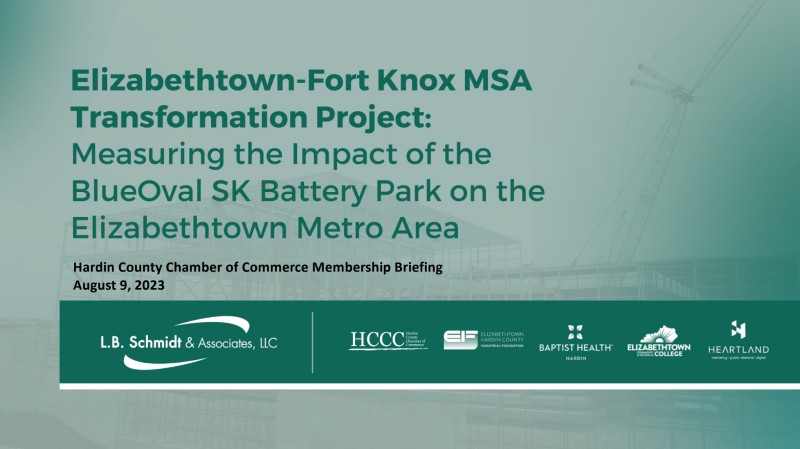 Elizabethtown-Fort Knox MSA
Transformation Project:
Measuring the Impact of the
BlueOval SK Battery Park on the
Elizabethtown Metro Area
Hardin County Chamber of Commerce Membership Briefing
August 9, 2023
L.B. Schmidt & Associates, LLC
HCCC
Hardin
County
Chamber of
Commerce
EIF
ELIZABETHTOWN
HARDIN COUNTY
INDUSTRIAL FOUNDATION
BAPTIST HEALTH
HARDIN
ELIZABETHTOWN
COLLEGE
HEARTLAND
marketing | public relations | digital